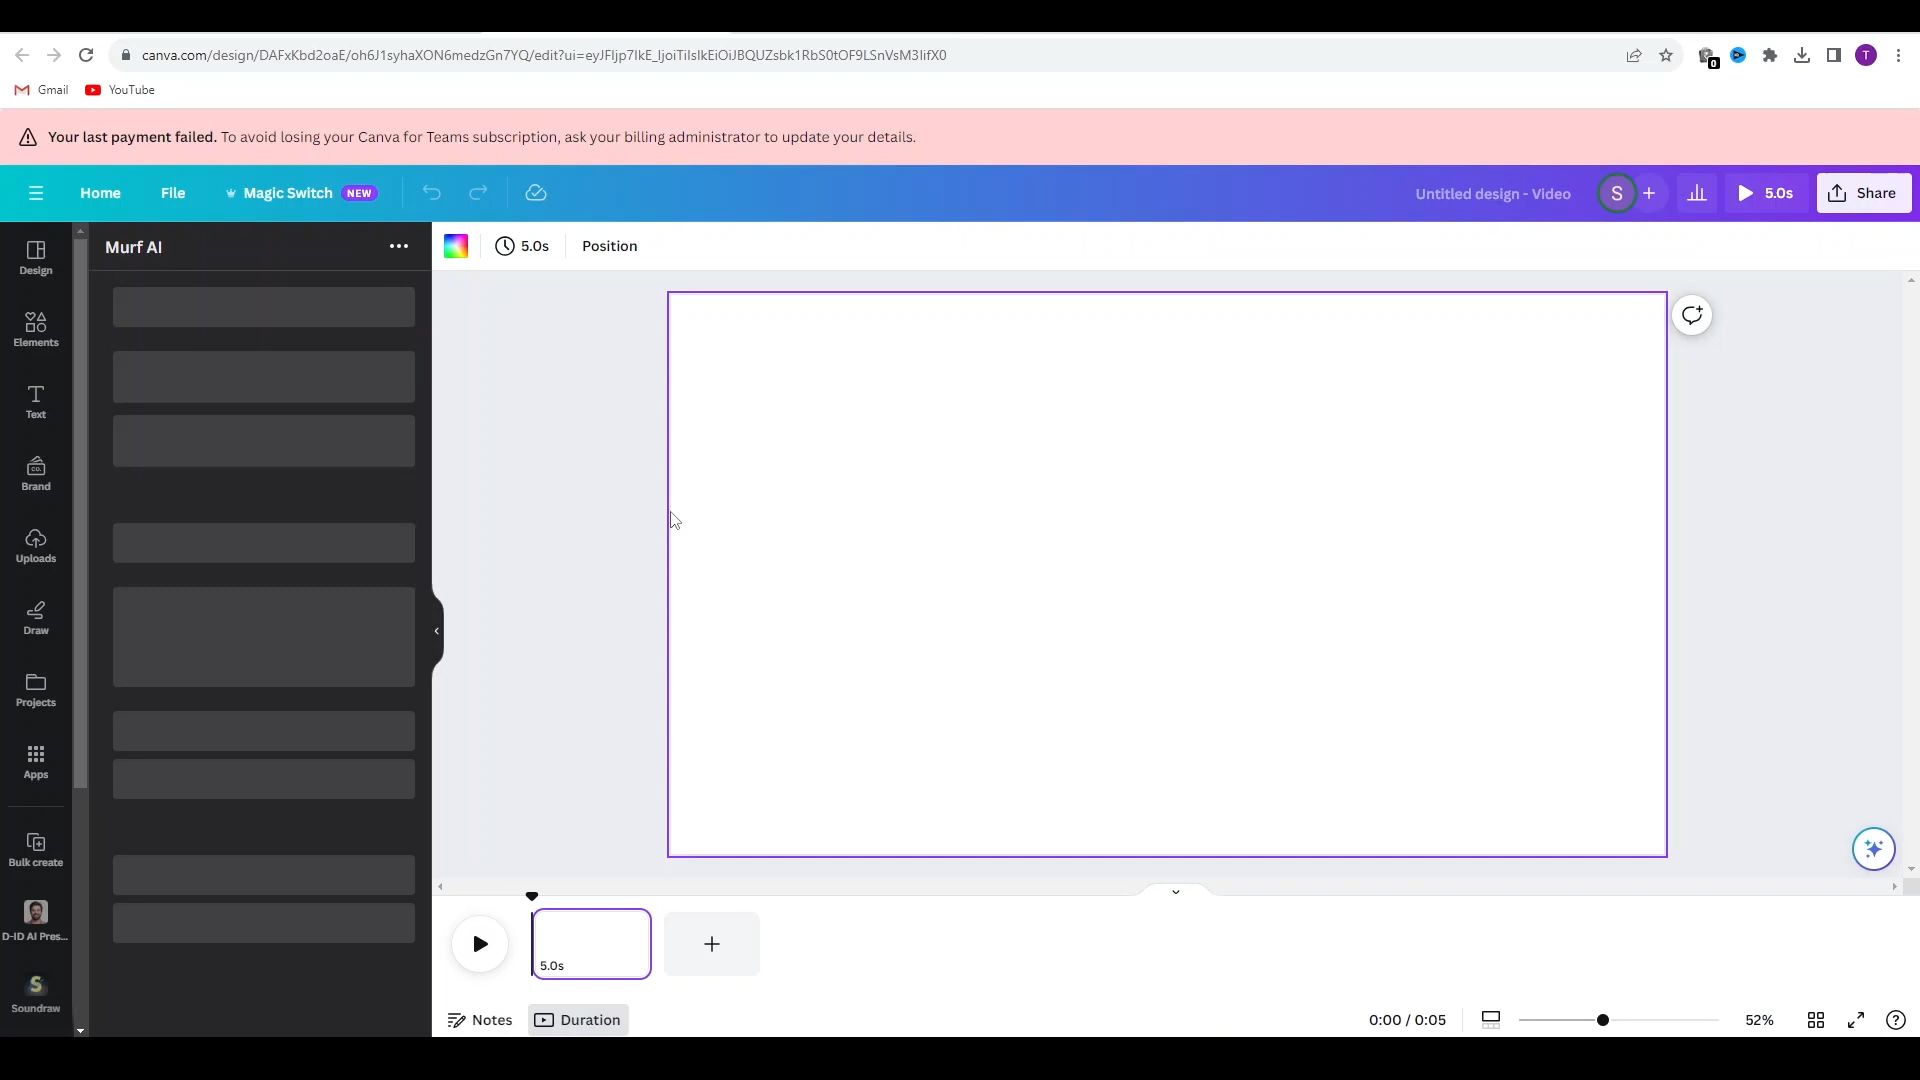 canva.com/design/DAFxKbd2oaE/oh6J1syhaXON6medzGn7YQ/edit?ui=eyJFIjp7IkE_IjoiTiIsIkEiOiJBQUZsbk1RbS0tOF9LSnVsM3lifX0
0
T
Gmail
YouTube
Your last payment failed. To avoid losing your Canva for Teams subscription, ask your billing administrator to update your details.
Home
File
Magic Switch NEW
Untitled design - Video
S
5.0s
Share
Design
Murf AI
5.0s
Position
Elements
Text
CO.
Brand
Uploads
Draw
Projects
Apps
Bulk create
D-ID AI Pres...
S
Soundraw
5.0s
Notes
Duration
0:00 / 0:05
52%